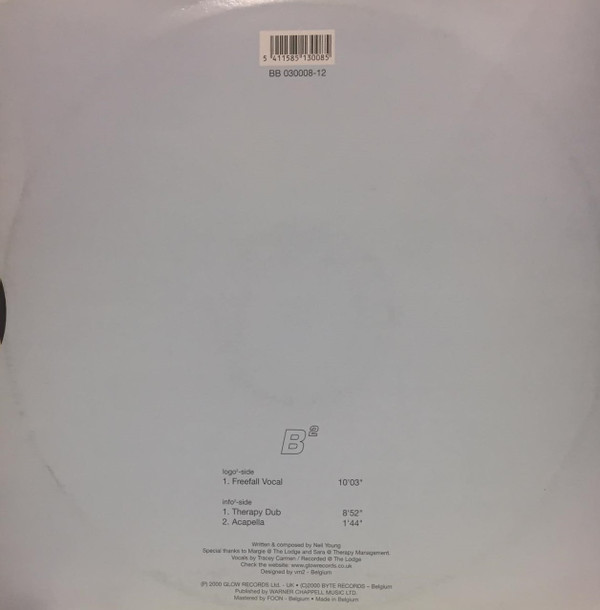 5 411585 130085
BB 030008-12
B²
logo²-side
1. Freefall Vocal 10'03"
info²-side
1. Therapy Dub 8'52"
2. Acapella 1'44"
Written & composed by Neil Young
Special thanks to Margie @ The Lodge and Sara @ Therapy Management
Vocals by Tracey Carmen / Recorded @ The Lodge
Check the website: www.glowrecords.co.uk
Designed by vm2 - Belgium
(P) 2000 GLOW RECORDS Ltd. - UK • (C)2000 BYTE RECORDS - Belgium
Published by WARNER CHAPPELL MUSIC LTD.
Mastered by FOON - Belgium • Made in Belgium